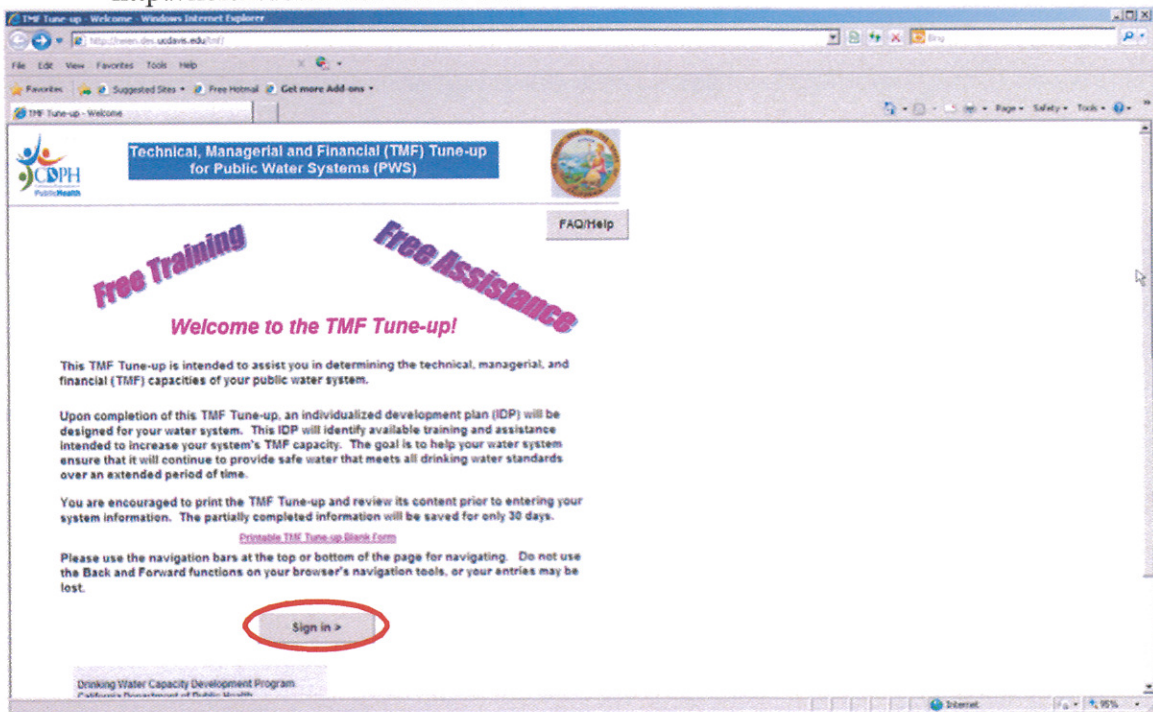 TMF Tune-up - Welcome - Windows Internet Explorer
http://helen.des.ucdavis.edu/tmf/
Bing
File Edit View Favorites Tools Help
Favorites Suggested Sites Free Hotmail Get more Add-ons
TMF Tune-up - Welcome
Page Safety Tools
CDPH
PublicHealth
Technical, Managerial and Financial (TMF) Tune-up
for Public Water Systems (PWS)
FAQ/Help
Free Training
Free Assistance
Welcome to the TMF Tune-up!
This TMF Tune-up is intended to assist you in determining the technical, managerial, and
financial (TMF) capacities of your public water system.
Upon completion of this TMF Tune-up, an individualized development plan (IDP) will be
designed for your water system. This IDP will identify available training and assistance
intended to increase your system's TMF capacity. The goal is to help your water system
ensure that it will continue to provide safe water that meets all drinking water standards
over an extended period of time.
You are encouraged to print the TMF Tune-up and review its content prior to entering your
system information. The partially completed information will be saved for only 30 days.
Printable TMF Tune-up Blank Form
Please use the navigation bars at the top or bottom of the page for navigating. Do not use
the Back and Forward functions on your browser's navigation tools, or your entries may be
lost.
Sign in >
Drinking Water Capacity Development Program
California Department of Public Health
Internet
95%